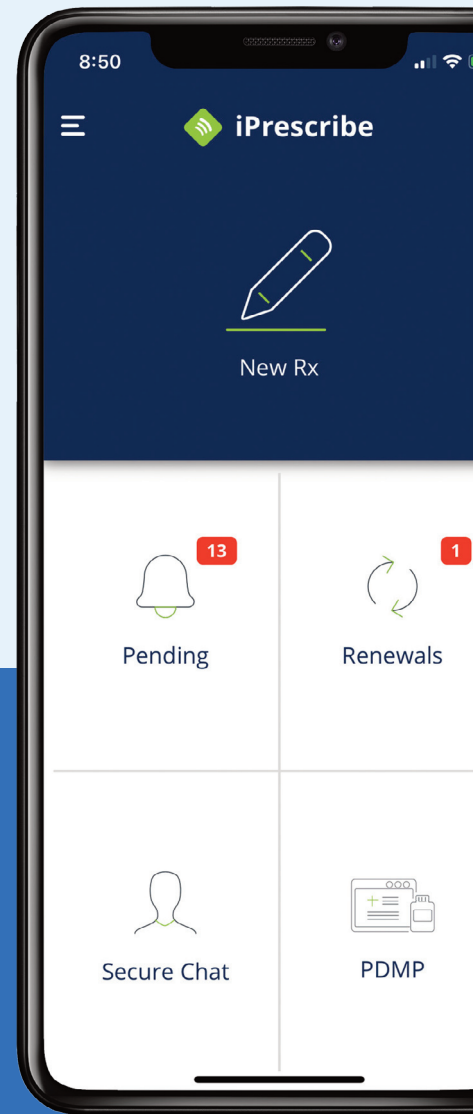 8:50
iPrescribe
New Rx
13
1
Pending
Renewals
Secure Chat
PDMP